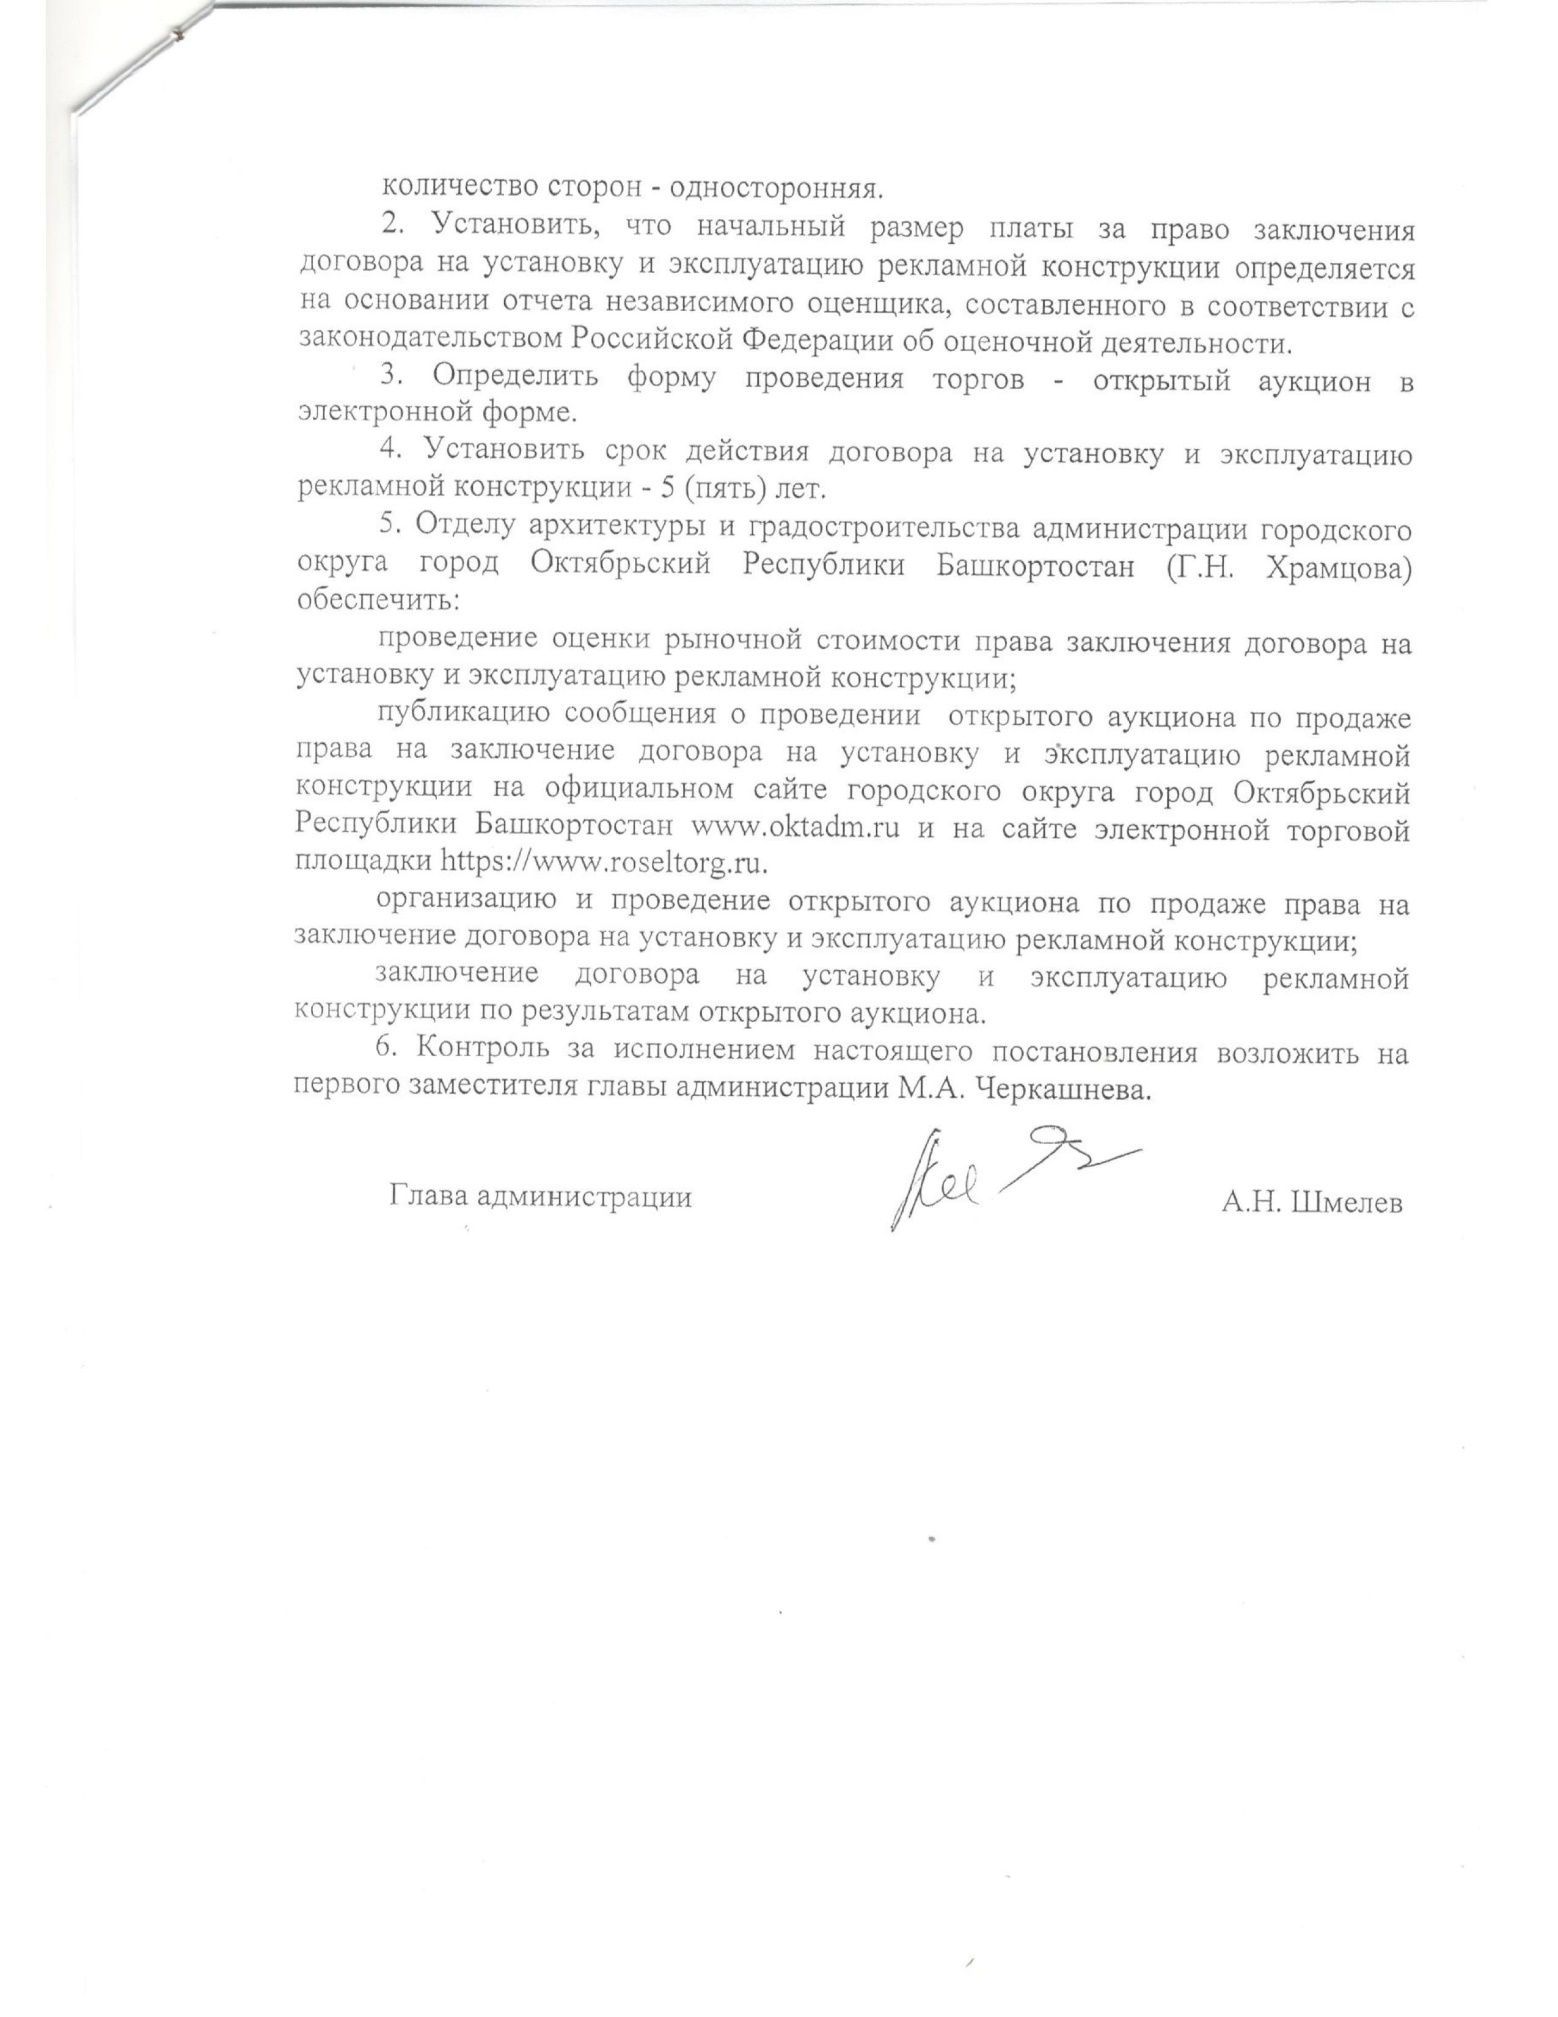 количество сторон - односторонняя.
2. Установить, что начальный размер платы за право заключения
договора на установку и эксплуатацию рекламной конструкции определяется
на основании отчета независимого оценщика, составленного в соответствии с
законодательством Российской Федерации об оценочной деятельности.
3. Определить форму проведения торгов - открытый аукцион в
электронной форме.
4. Установить срок действия договора на установку и эксплуатацию
рекламной конструкции - 5 (пять) лет.
5. Отделу архитектуры и градостроительства администрации городского
округа город Октябрьский Республики Башкортостан (Г.Н. Храмцова)
обеспечить:
проведение оценки рыночной стоимости права заключения договора на
установку и эксплуатацию рекламной конструкции;
публикацию сообщения о проведении открытого аукциона по продаже
права на заключение договора на установку и эксплуатацию рекламной
конструкции на официальном сайте городского округа город Октябрьский
Республики Башкортостан www.oktadm.ru и на сайте электронной торговой
площадки https://www.roseltorg.ru.
организацию и проведение открытого аукциона по продаже права на
заключение договора на установку и эксплуатацию рекламной конструкции;
заключение договора на установку и эксплуатацию рекламной
конструкции по результатам открытого аукциона.
6. Контроль за исполнением настоящего постановления возложить на
первого заместителя главы администрации М.А. Черкашнева.
Глава администрации А.Н. Шмелев